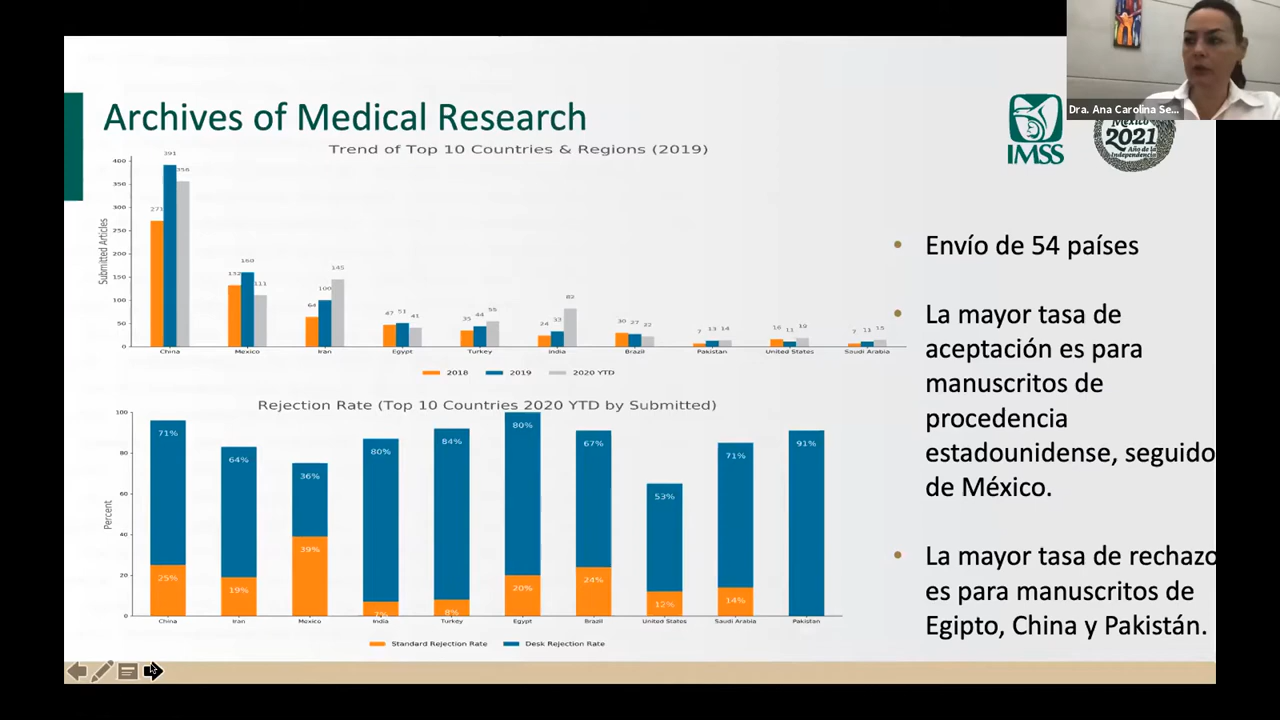 Dra. Ana Carolina Se...
Archives of Medical Research
IMSS
México
2021
Año de la
Independencia
Trend of Top 10 Countries & Regions (2019)
Submitted Articles
400
350
300
250
200
150
100
50
0
271 391 358
132 160 111
64 100 145
47 51 41
35 44 55
24 33 82
30 27 22
7 13 14
16 11 19
7 11 15
China Mexico Iran Egypt Turkey India Brazil Pakistan United States Saudi Arabia
2018 2019 2020 YTD
Rejection Rate (Top 10 Countries 2020 YTD by Submitted)
Percent
100
80
60
40
20
0
71% 64% 36% 80% 84% 80% 67% 53% 71% 91%
25% 19% 39% 7% 8% 20% 24% 12% 14%
China Iran Mexico India Turkey Egypt Brazil United States Saudi Arabia Pakistan
Standard Rejection Rate Desk Rejection Rate
• Envío de 54 países
• La mayor tasa de
aceptación es para
manuscritos de
procedencia
estadounidense, seguido
de México.
• La mayor tasa de rechazo
es para manuscritos de
Egipto, China y Pakistán.